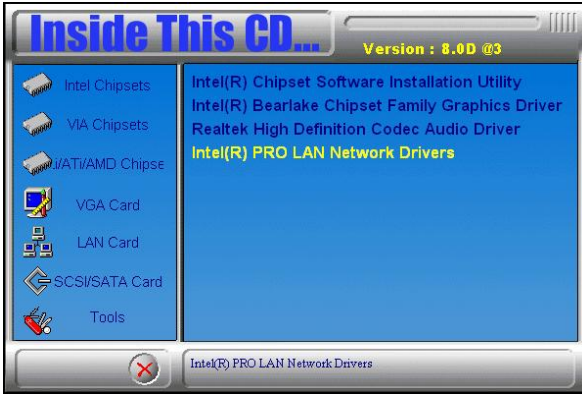 Inside This CD...
Version : 8.0D @3
Intel Chipsets
VIA Chipsets
i/ATi/AMD Chipse
VGA Card
LAN Card
SCSI/SATA Card
Tools
Intel(R) Chipset Software Installation Utility
Intel(R) Bearlake Chipset Family Graphics Driver
Realtek High Definition Codec Audio Driver
Intel(R) PRO LAN Network Drivers
Intel(R) PRO LAN Network Drivers